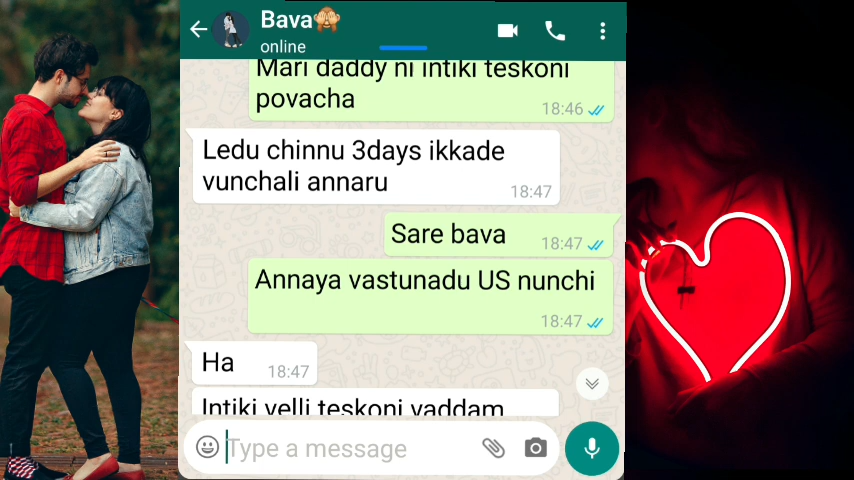 Bava🙈
online
Mari daddy ni intiki teskoni
povacha
18:46
Ledu chinnu 3days ikkade
vunchali annaru
18:47
Sare bava
18:47
Annaya vastunadu US nunchi
18:47
Ha
18:47
Intiki velli teskoni vaddam
Type a message